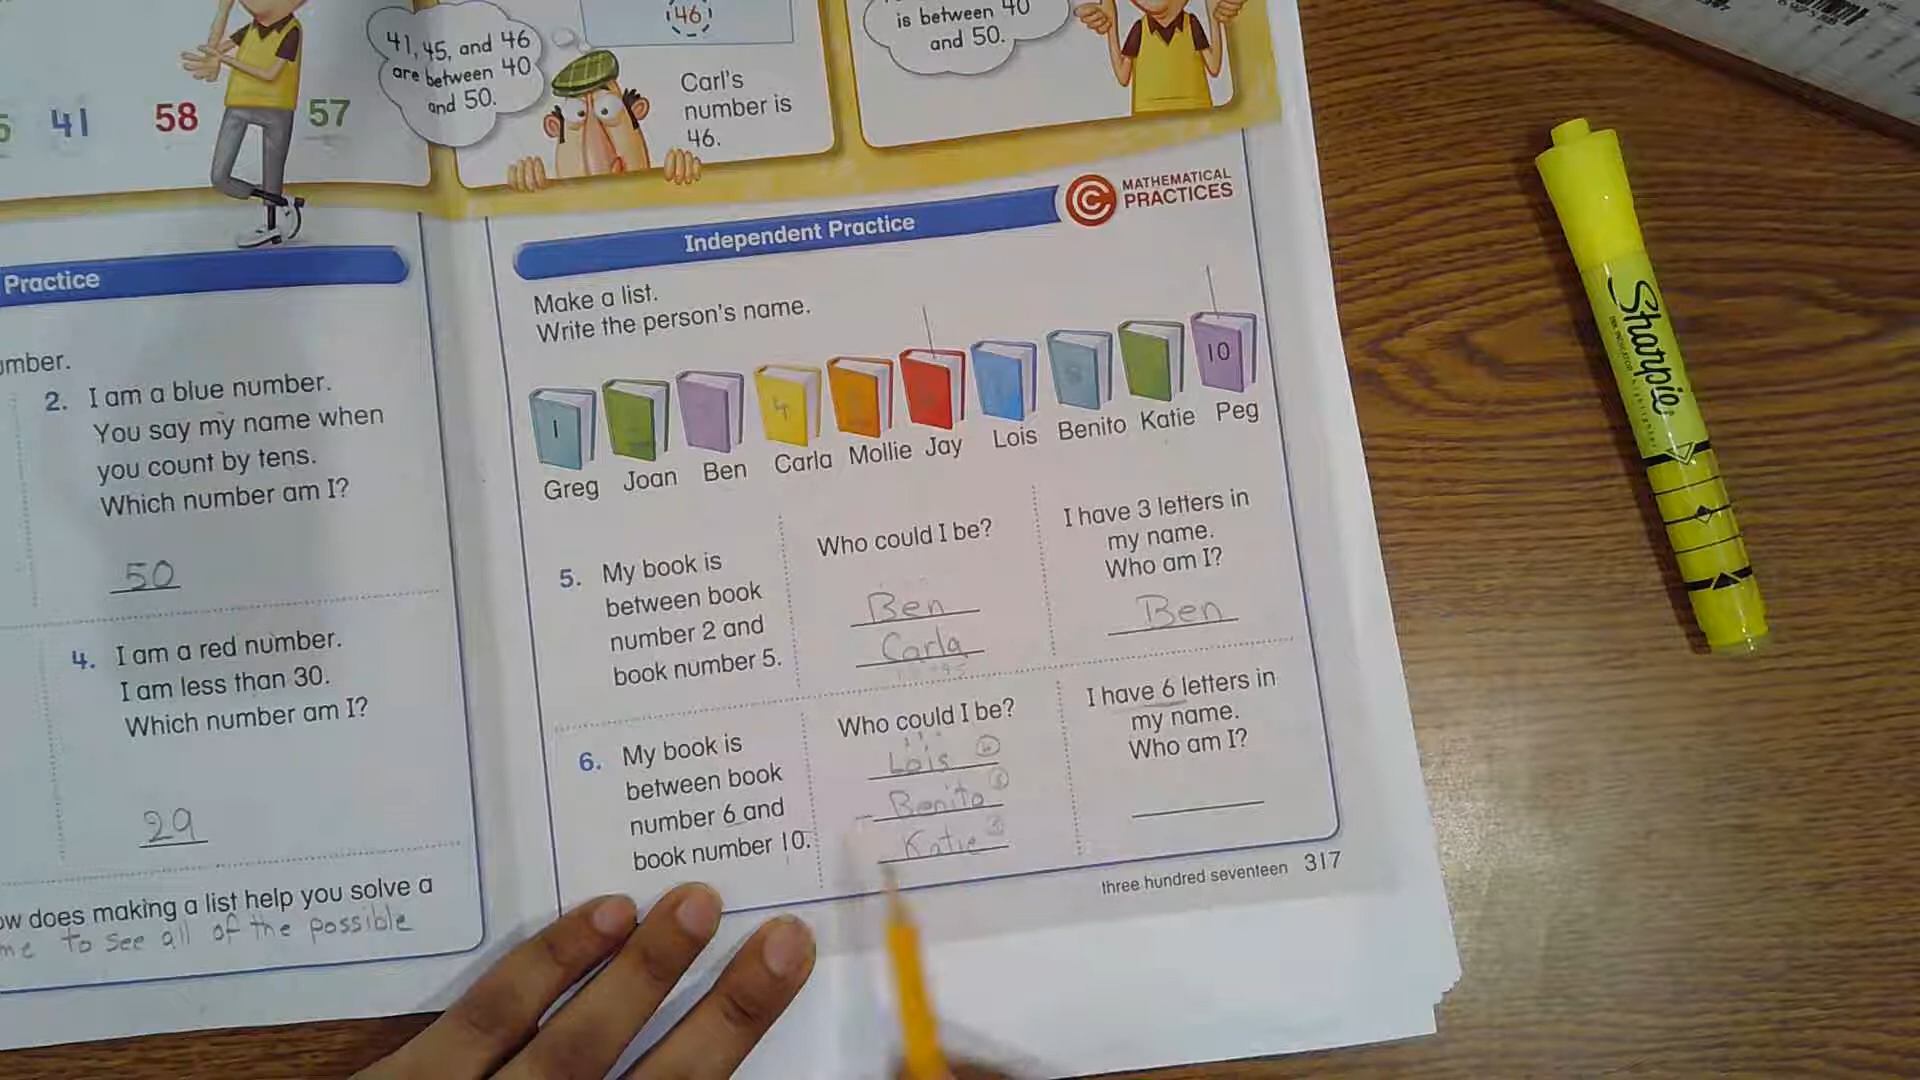 46
41, 45, and 46
are between 40
and 50.
is between 40
and 50.
Carl's
number is
46.
41
58
57
MATHEMATICAL
PRACTICES
Practice
Independent Practice
Make a list.
Write the person's name.
1
4
8
10
Greg Joan Ben Carla Mollie Jay Lois Benito Katie Peg
2. I am a blue number.
You say my name when
you count by tens.
Which number am I?
50
4. I am a red number.
I am less than 30.
Which number am I?
29
does making a list help you solve a
me to see all of the possible
5. My book is
between book
number 2 and
book number 5.
Who could I be?
Ben
Carla
I have 3 letters in
my name.
Who am I?
Ben
6. My book is
between book
number 6 and
book number 10.
Who could I be?
Lois
Benito
Katie
I have 6 letters in
my name.
Who am I?
three hundred seventeen 317
Sharpie